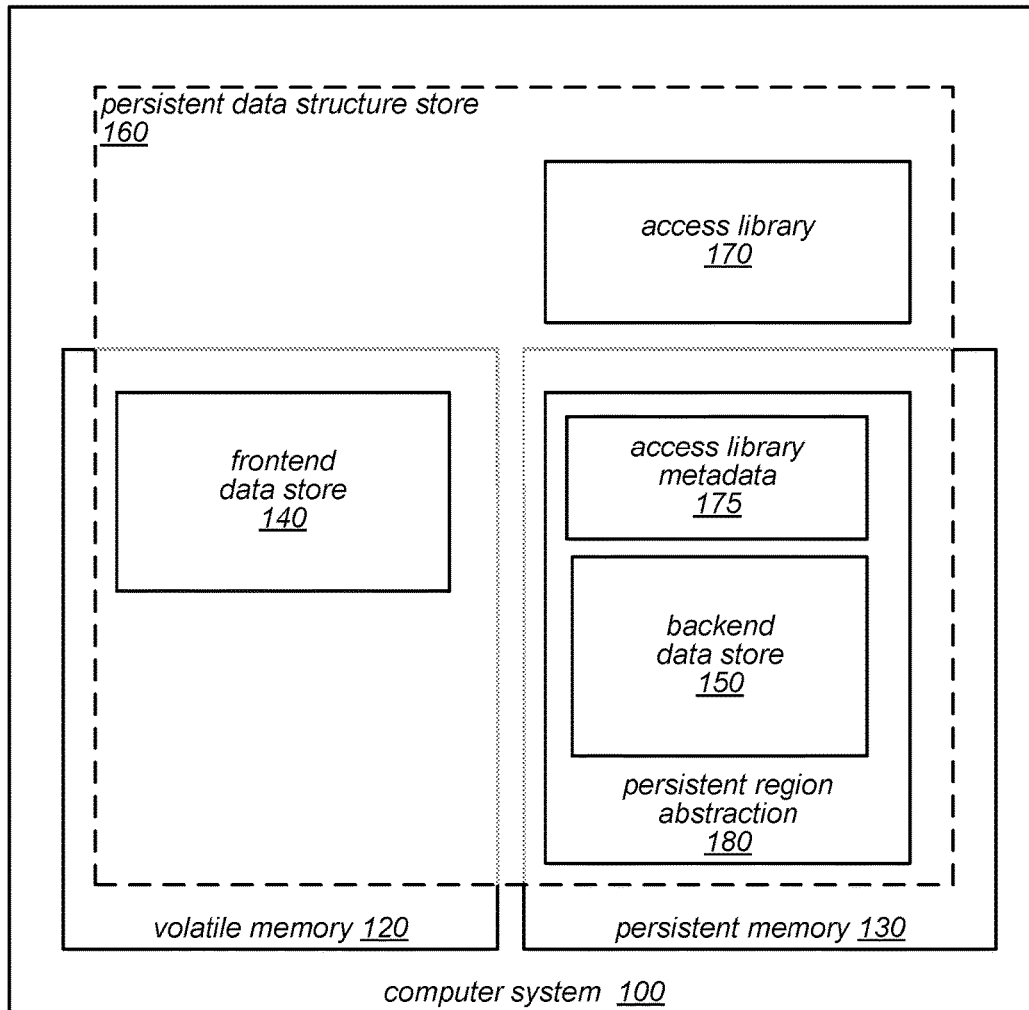 persistent data structure store
160
access library
170
frontend
data store
140
access library
metadata
175
backend
data store
150
persistent region
abstraction
180
volatile memory 120
persistent memory 130
computer system 100